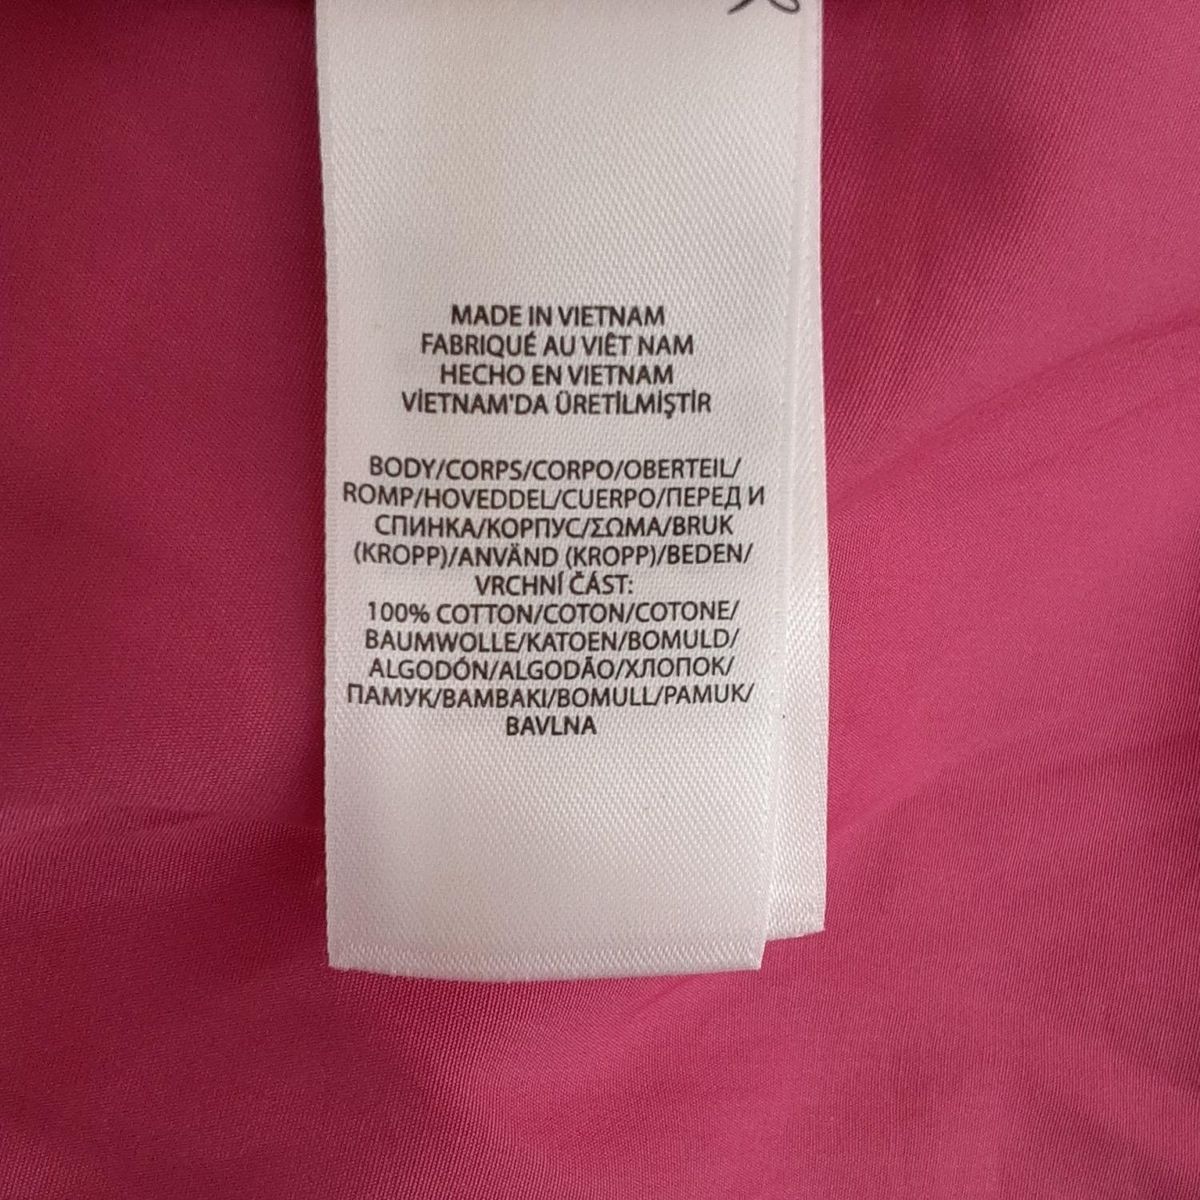 MADE IN VIETNAM
FABRIQUÉ AU VIÊT NAM
HECHO EN VIETNAM
VİETNAM'DA ÜRETİLMİŞTİR
BODY/CORPS/CORPO/OBERTEIL/
ROMP/HOVEDDEL/CUERPO/ПЕРЕД И
СПИНКА/КОРПУС/ΣΩΜΑ/BRUK
(KROPP)/ANVÄND (KROPP)/BEDEN/
VRCHNÍ ČÁST:
100% COTTON/COTON/COTONE/
BAUMWOLLE/KATOEN/BOMULD/
ALGODÓN/ALGODÃO/ХЛОПОК/
ПАМУК/ΒΑΜΒΑΚΙ/BOMULL/PAMUK/
BAVLNA